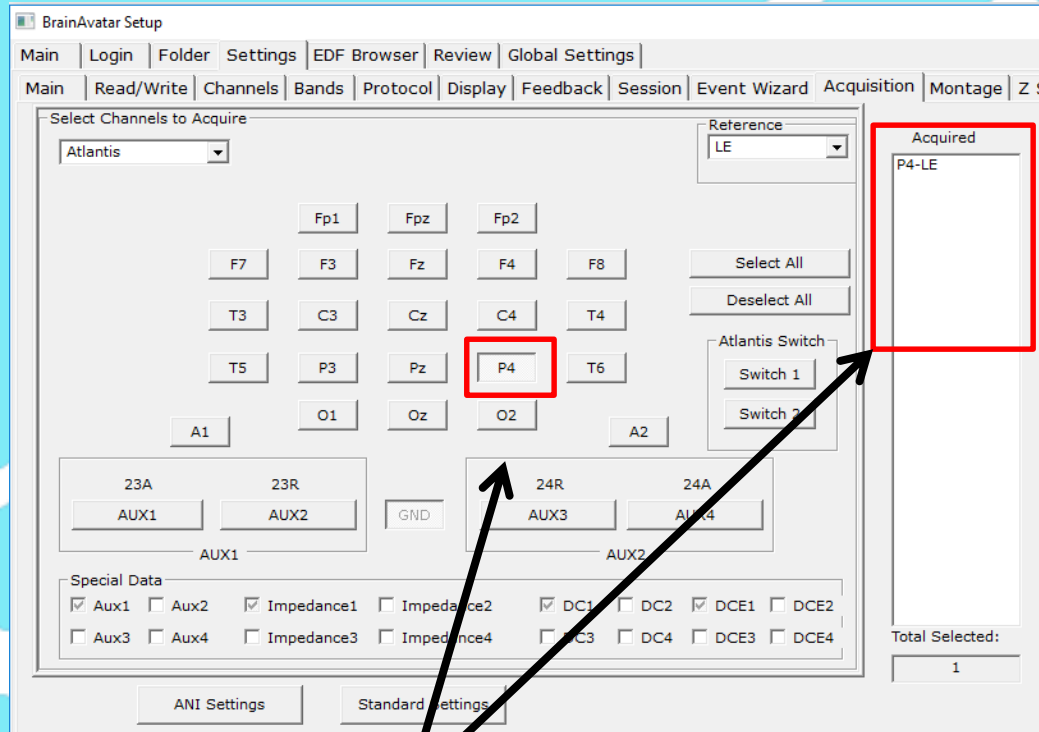 BrainAvatar Setup
Main Login Folder Settings EDF Browser Review Global Settings
Main Read/Write Channels Bands Protocol Display Feedback Session Event Wizard Acquisition Montage Z S
Select Channels to Acquire
Reference
Atlantis
LE
Acquired
P4-LE
Fp1 Fpz Fp2
F7 F3 Fz F4 F8
Select All
T3 C3 Cz C4 T4
Deselect All
Atlantis Switch
T5 P3 Pz P4 T6
Switch 1
O1 Oz O2
Switch 2
A1 A2
23A 23R 24R 24A
AUX1 AUX2 GND AUX3 AUX4
AUX1 AUX2
Special Data
Aux1 Aux2 Impedance1 Impedance2 DC1 DC2 DCE1 DCE2
Aux3 Aux4 Impedance3 Impedance4 DC3 DC4 DCE3 DCE4
Total Selected:
1
ANI Settings Standard Settings